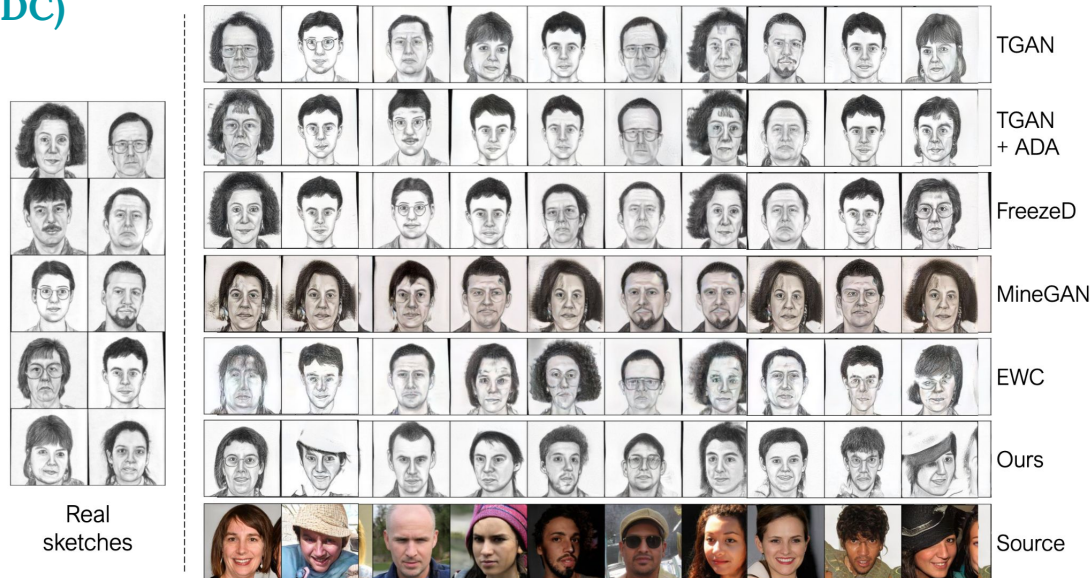 DC)
TGAN
TGAN
+ ADA
FreezeD
MineGAN
EWC
Ours
Source
Real
sketches